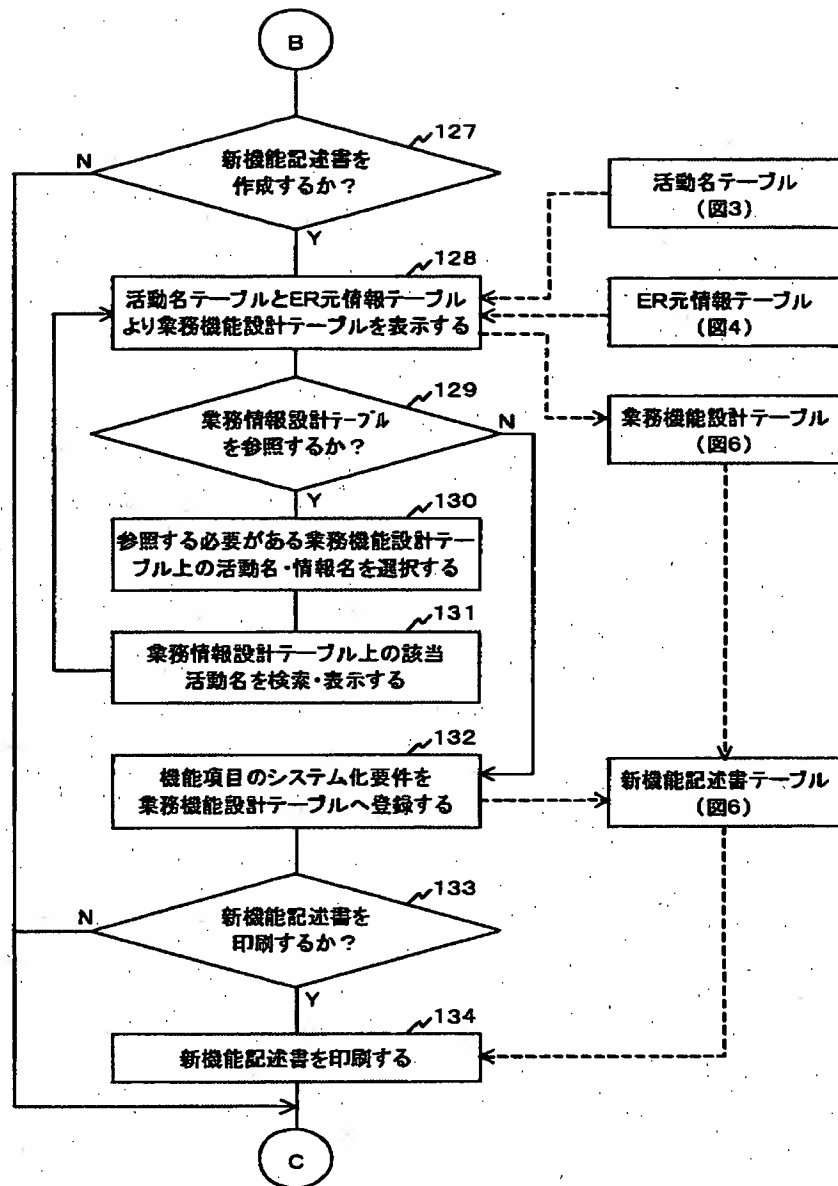 B
127
N
新機能記述書を
作成するか？
Y
活動名テーブル
（図3）
128
活動名テーブルとER元情報テーブル
より業務機能設計テーブルを表示する
ER元情報テーブル
（図4）
129
業務情報設計テーブル
を参照するか？
N
Y
業務機能設計テーブル
（図6）
130
参照する必要がある業務機能設計テー
ブル上の活動名・情報名を選択する
131
業務情報設計テーブル上の該当
活動名を検索・表示する
132
機能項目のシステム化要件を
業務機能設計テーブルへ登録する
新機能記述書テーブル
（図6）
133
N
新機能記述書を
印刷するか？
Y
134
新機能記述書を印刷する
C